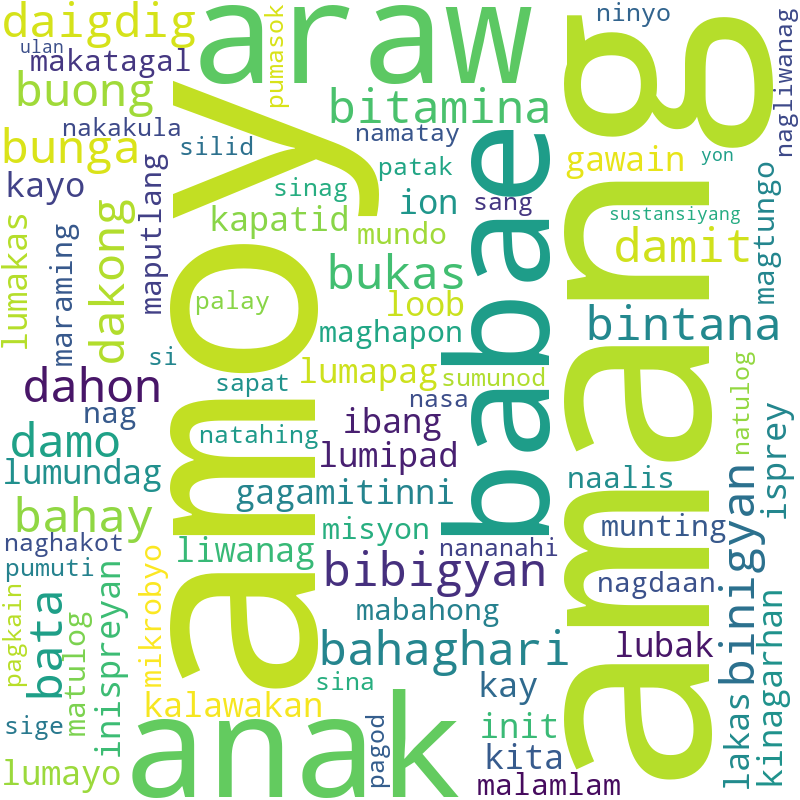 daigdig
araw
ninyo
nagliwanag
ulan
makatagal
pumasok
amang
buong
bitamina
nakakula
namatay
bunga
silid
patak
gawain
yon
amoy
babae
kayo
maputlang
sinag
ion
sang
magtungo
lumakas
maraming
dakong
kapatid
mundo
sustansiyang
damit
bukas
palay
loob
bintana
maghapon
si
lumapag
sumunod
natulog
dahon
sapat
nasa
nag
ibang
isprey
damo
natahing
lumipad
lumundag
gagamitinni
naalis
binigyan
bahay
misyon
munting
naghakot
liwanag
nananahi
pumuti
mikrobyo
bibigyan
nagdaan
pagkain
bata
matulog
inispreyan
mabahong
kinagarhan
bahaghari
lubak
lakas
sina
kay
kalawakan
anak
sige
pagod
init
kita
lumayo
malamlam